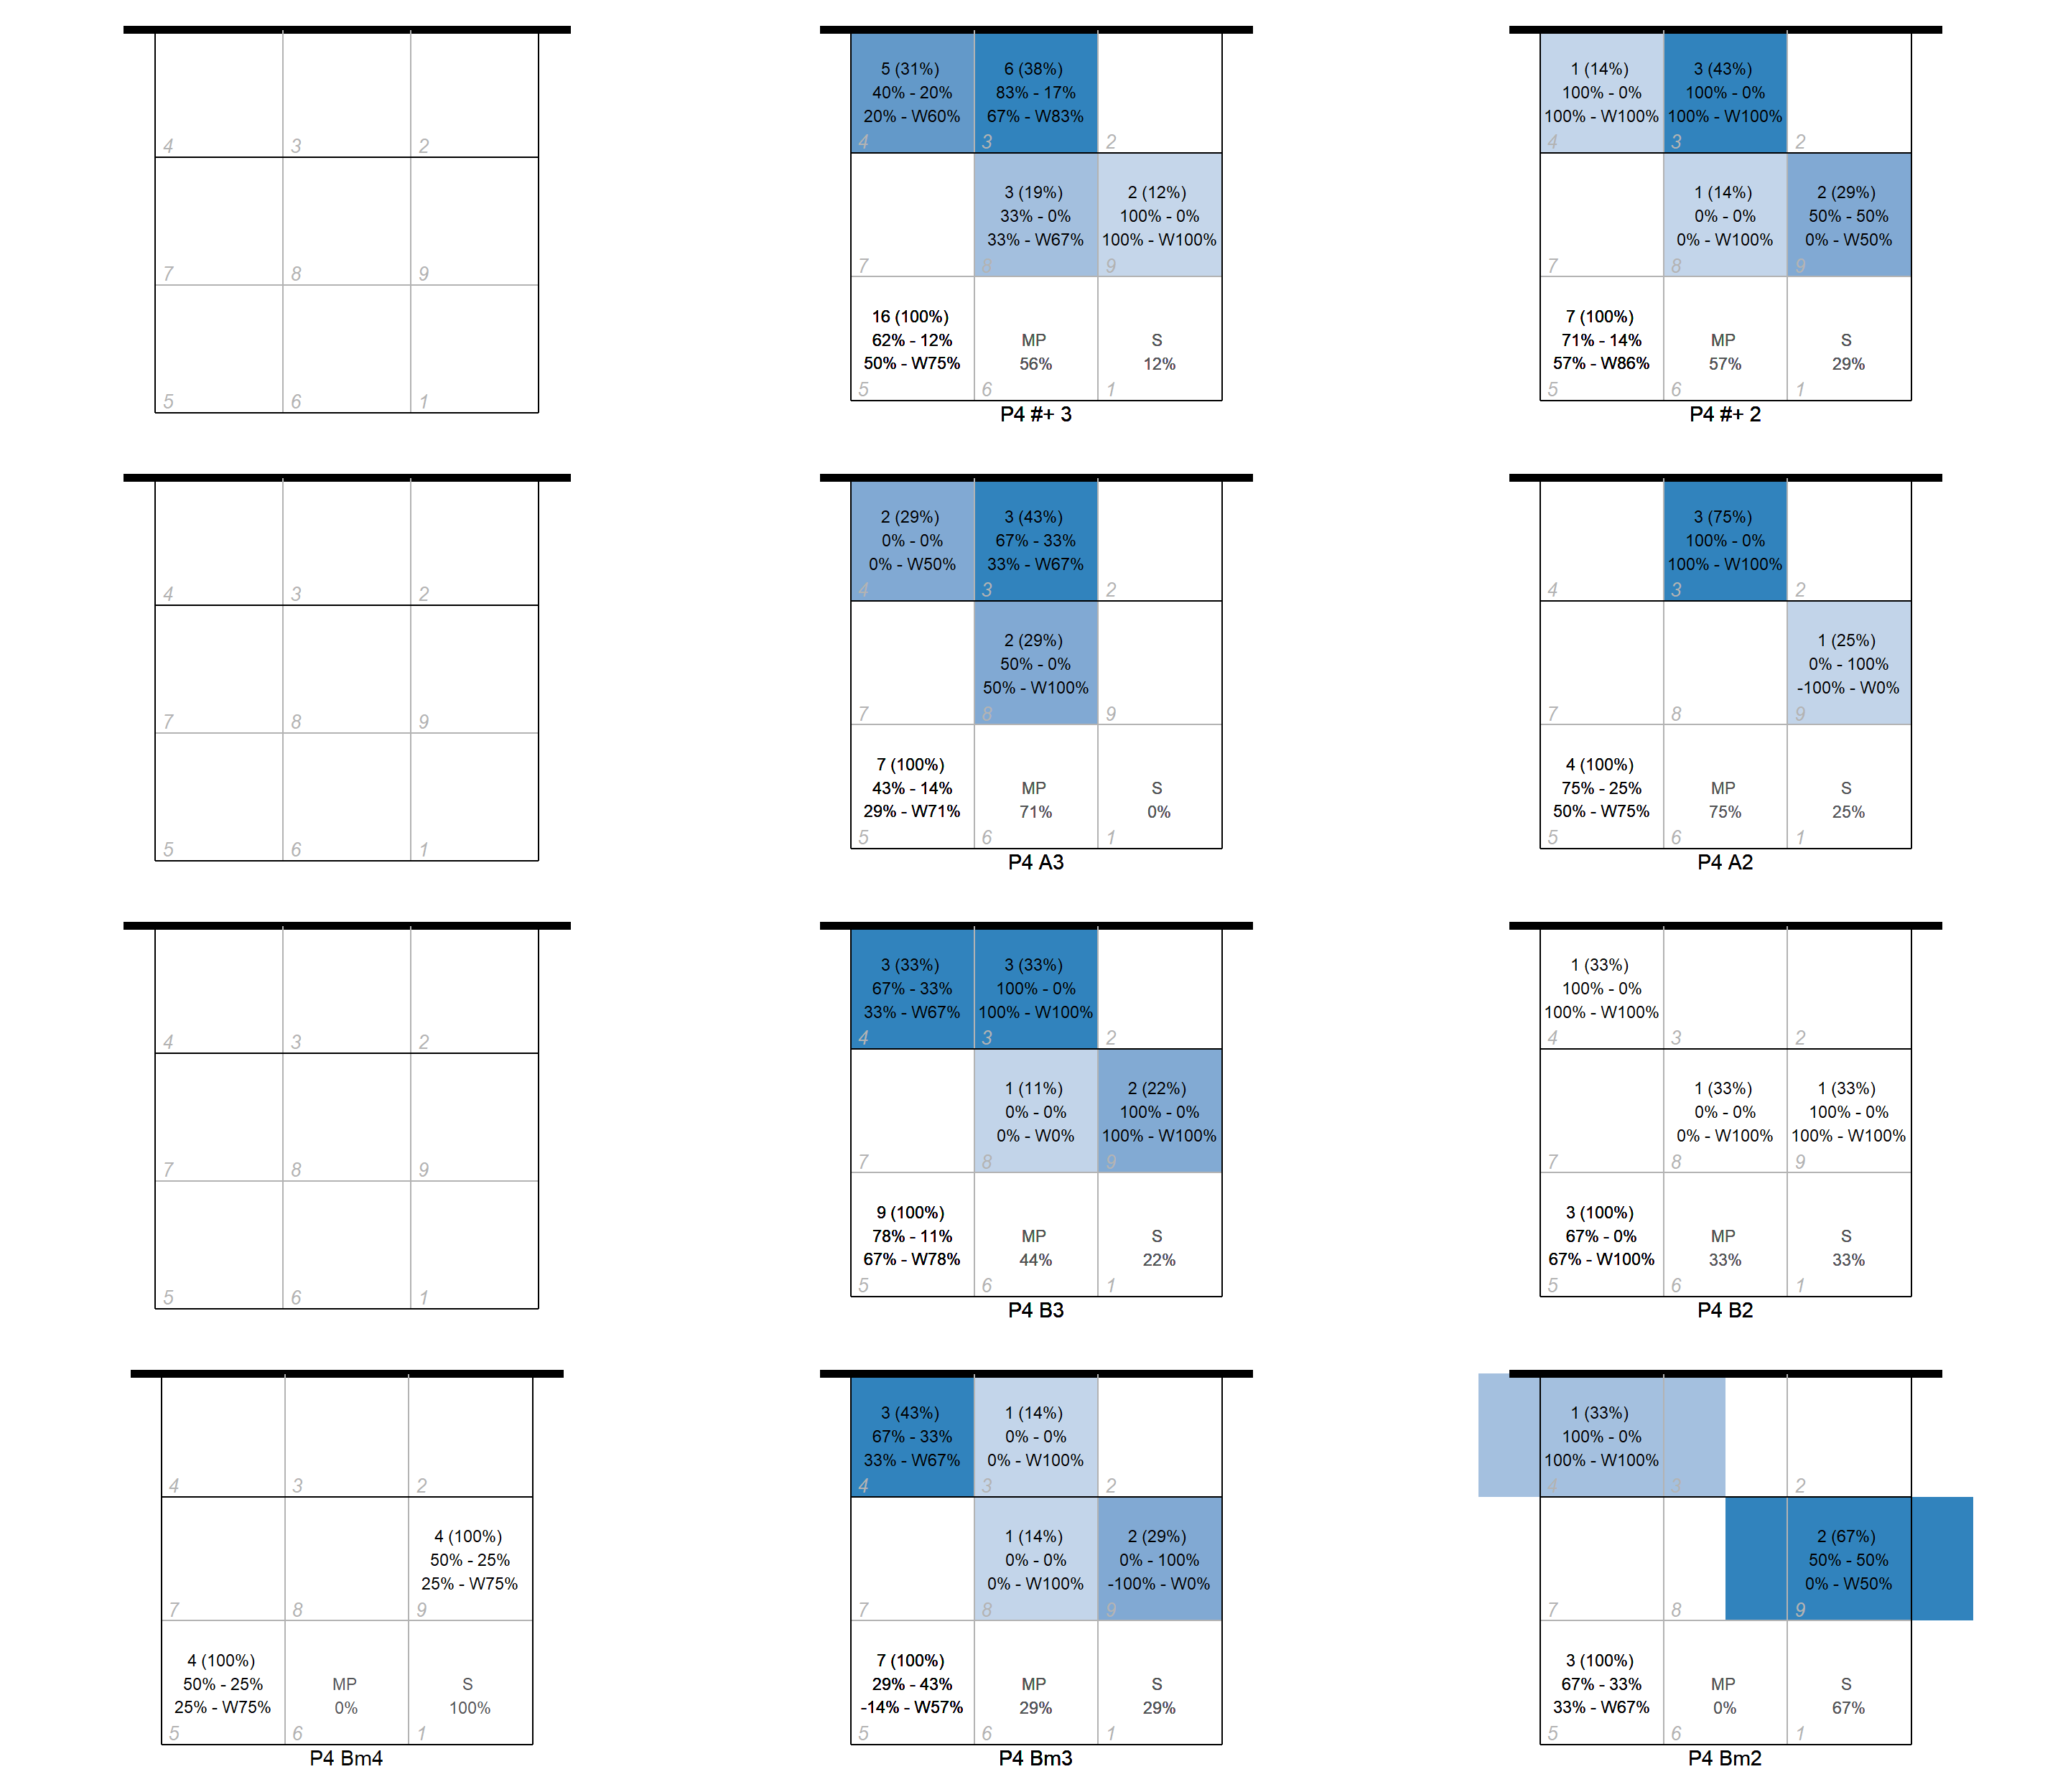 4 3 2
7 8 9
5 6 1
5 (31%)
40% - 20%
20% - W60%
4
6 (38%)
83% - 17%
67% - W83%
3
2
7
3 (19%)
33% - 0%
33% - W67%
8
2 (12%)
100% - 0%
100% - W100%
9
16 (100%)
62% - 12%
50% - W75%
5
MP
56%
6
S
12%
1
P4 #+ 3
1 (14%)
100% - 0%
100% - W100%
4
3 (43%)
100% - 0%
100% - W100%
3
2
7
1 (14%)
0% - 0%
0% - W100%
8
2 (29%)
50% - 50%
0% - W50%
9
7 (100%)
71% - 14%
57% - W86%
5
MP
57%
6
S
29%
1
P4 #+ 2
4 3 2
7 8 9
5 6 1
2 (29%)
0% - 0%
0% - W50%
4
3 (43%)
67% - 33%
33% - W67%
3
2
7
2 (29%)
50% - 0%
50% - W100%
8
9
7 (100%)
43% - 14%
29% - W71%
5
MP
71%
6
S
0%
1
P4 A3
4
3 (75%)
100% - 0%
100% - W100%
3
2
7
8
1 (25%)
0% - 100%
-100% - W0%
9
4 (100%)
75% - 25%
50% - W75%
5
MP
75%
6
S
25%
1
P4 A2
4 3 2
7 8 9
5 6 1
3 (33%)
67% - 33%
33% - W67%
4
3 (33%)
100% - 0%
100% - W100%
3
2
7
1 (11%)
0% - 0%
0% - W0%
8
2 (22%)
100% - 0%
100% - W100%
9
9 (100%)
78% - 11%
67% - W78%
5
MP
44%
6
S
22%
1
P4 B3
1 (33%)
100% - 0%
100% - W100%
4
3
2
7
1 (33%)
0% - 0%
0% - W100%
8
1 (33%)
100% - 0%
100% - W100%
9
3 (100%)
67% - 0%
67% - W100%
5
MP
33%
6
S
33%
1
P4 B2
4
3
2
7
8
4 (100%)
50% - 25%
25% - W75%
9
4 (100%)
50% - 25%
25% - W75%
5
MP
0%
6
S
100%
1
P4 Bm4
3 (43%)
67% - 33%
33% - W67%
4
1 (14%)
0% - 0%
0% - W100%
3
2
7
1 (14%)
0% - 0%
0% - W100%
8
2 (29%)
0% - 100%
-100% - W0%
9
7 (100%)
29% - 43%
-14% - W57%
5
MP
29%
6
S
29%
1
P4 Bm3
1 (33%)
100% - 0%
100% - W100%
4
3
2
7
8
2 (67%)
50% - 50%
0% - W50%
9
3 (100%)
67% - 33%
33% - W67%
5
MP
0%
6
S
67%
1
P4 Bm2